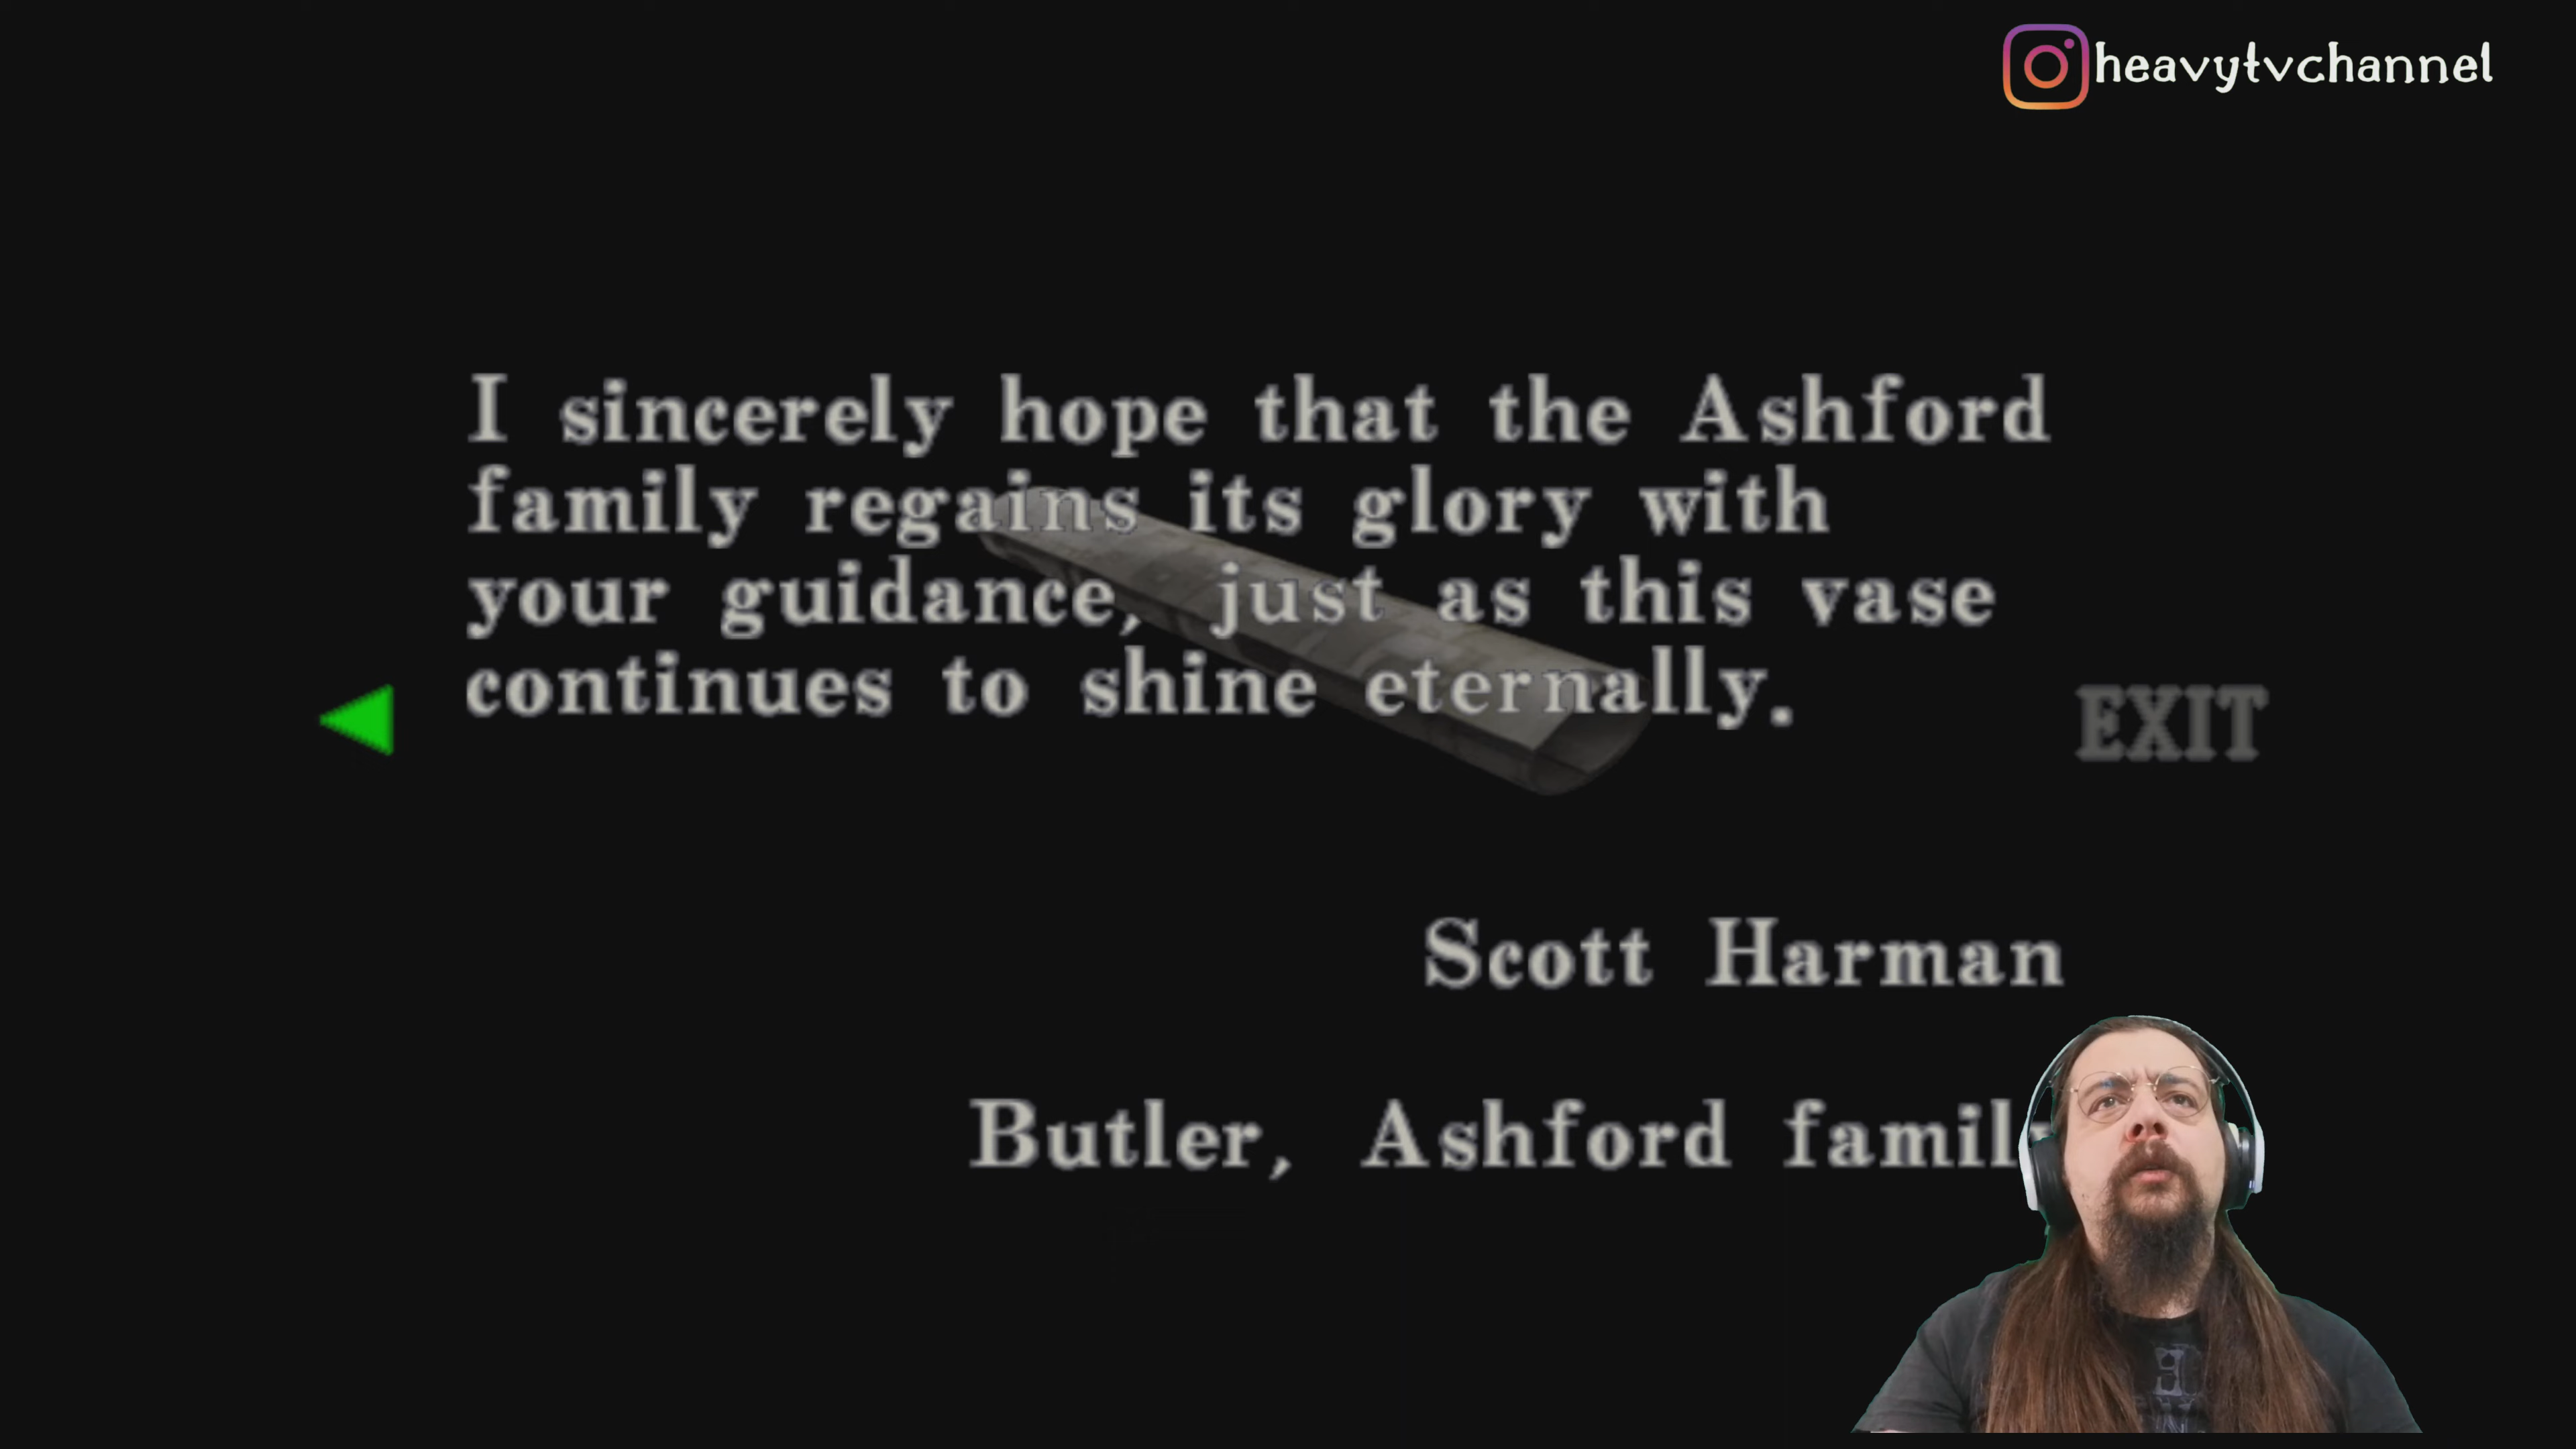 heavytvchannel
I sincerely hope that the Ashford
family regains its glory with
your guidance, just as this vase
continues to shine eternally.
EXIT
Scott Harman
Butler, Ashford family